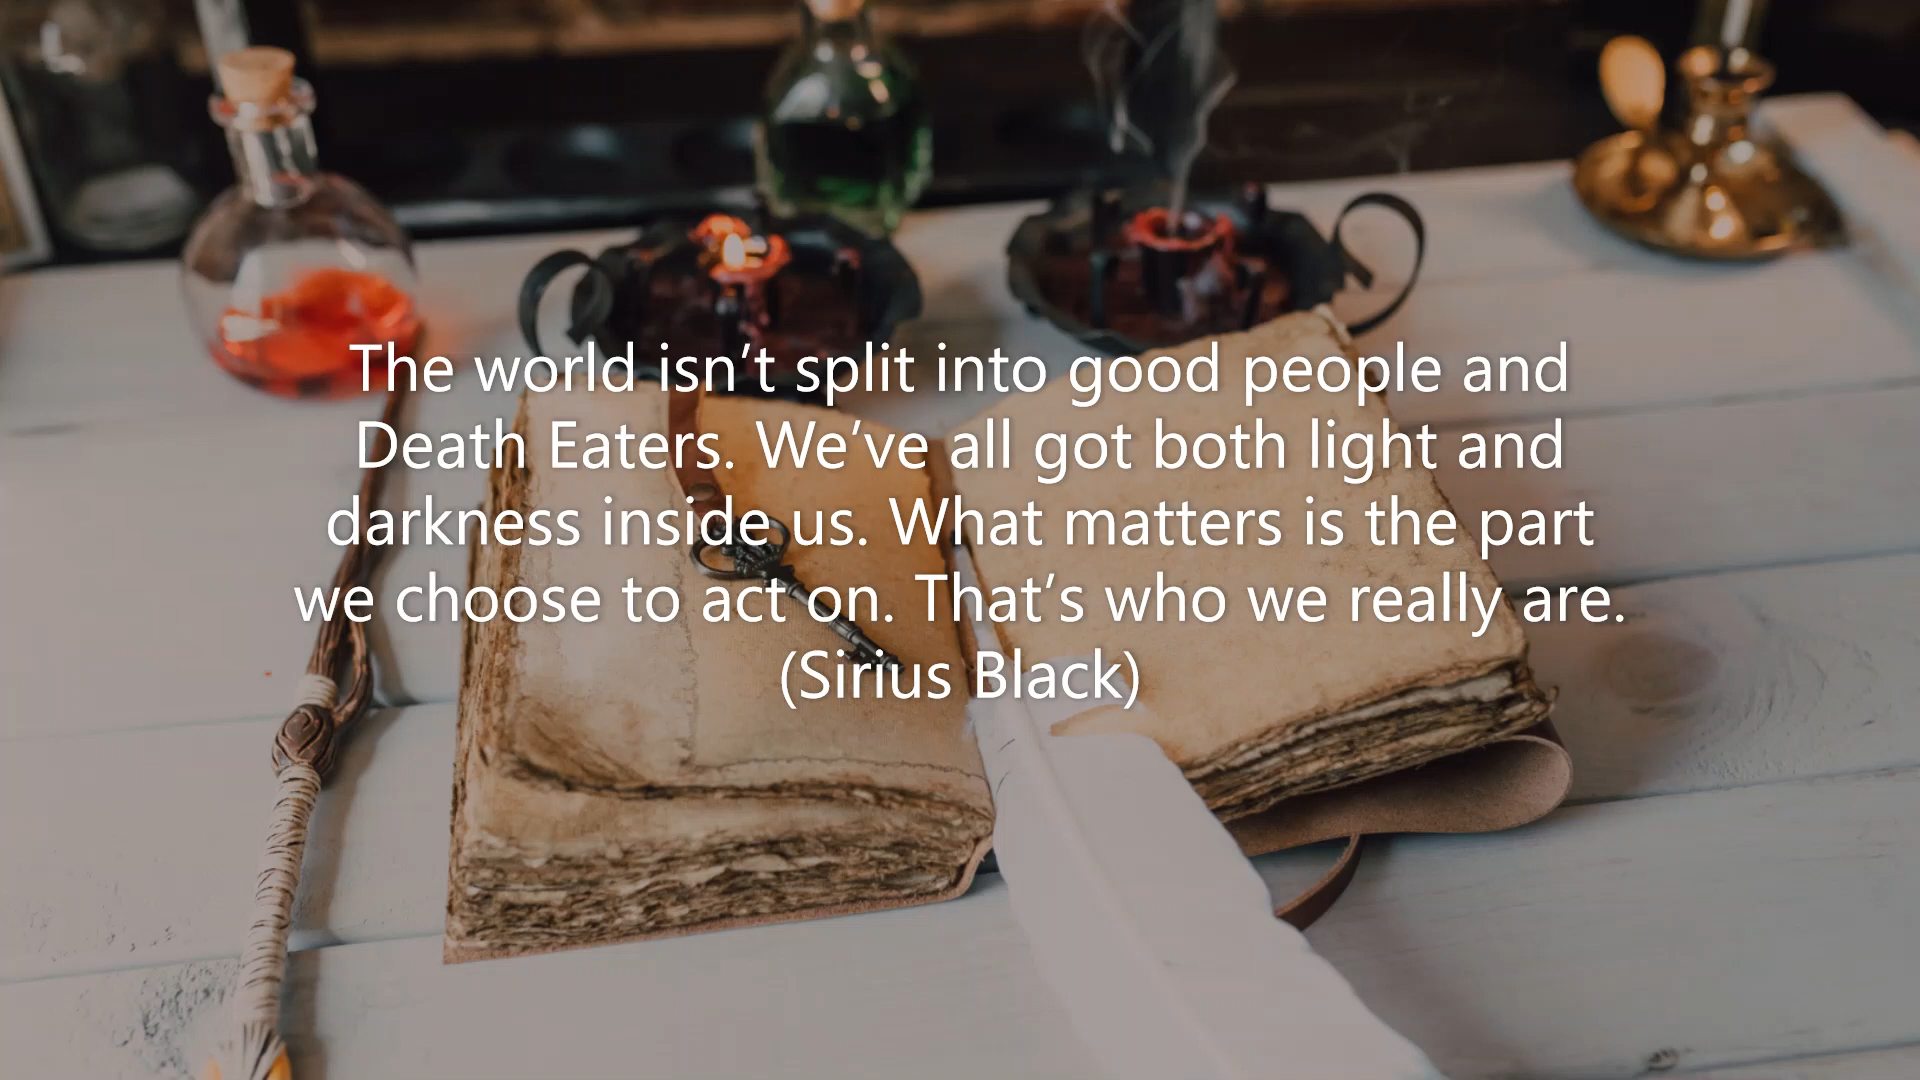 The world isn’t split into good people and
Death Eaters. We’ve all got both light and
darkness inside us. What matters is the part
we choose to act on. That’s who we really are.
(Sirius Black)